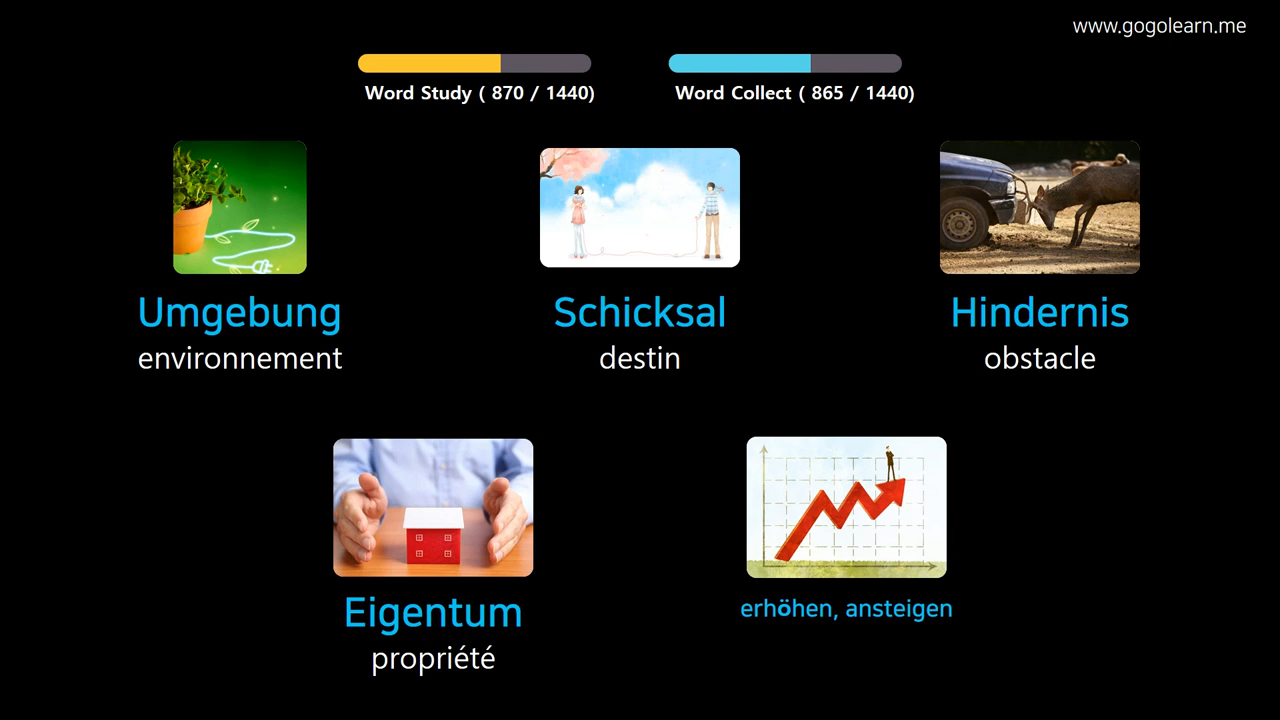 www.gogolearn.me
Word Study ( 870 / 1440)
Word Collect ( 865 / 1440)
Umgebung
environnement
Schicksal
destin
Hindernis
obstacle
Eigentum
propriété
erhöhen, ansteigen